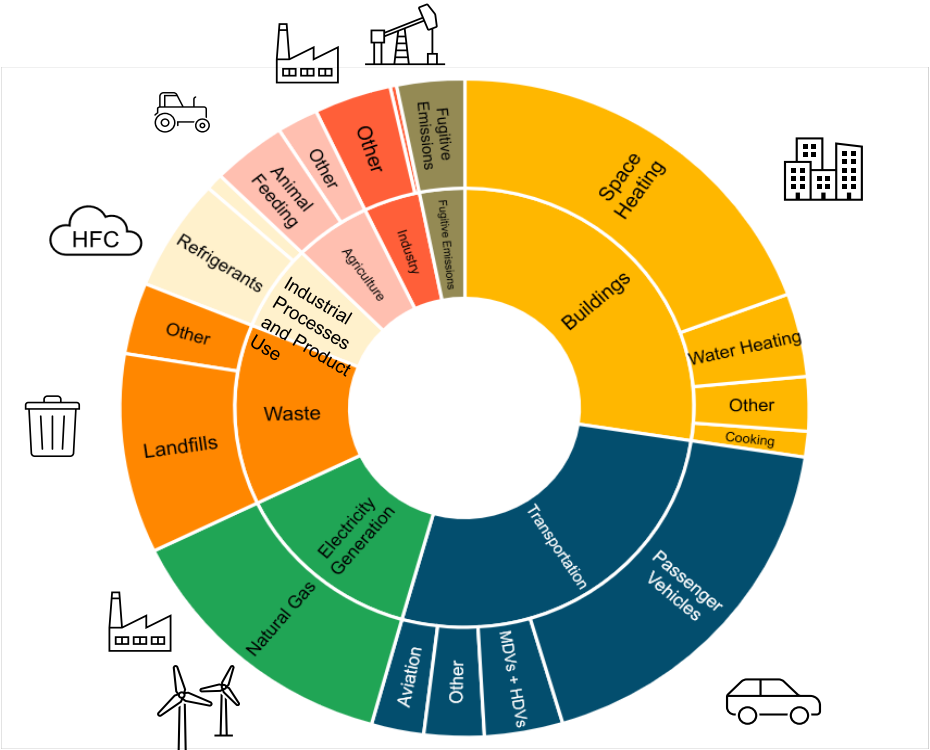 Fugitive
Emissions
Other
Other
Animal
Feeding
Space
Heating
HFC
Refrigerants
Industry
Fugitive Emissions
Agriculture
Buildings
Industrial
Processes
and Product
Use
Other
Water Heating
Waste
Other
Landfills
Cooking
Electricity
Generation
Transportation
Passenger
Vehicles
Natural Gas
Aviation
Other
MDVs + HDVs